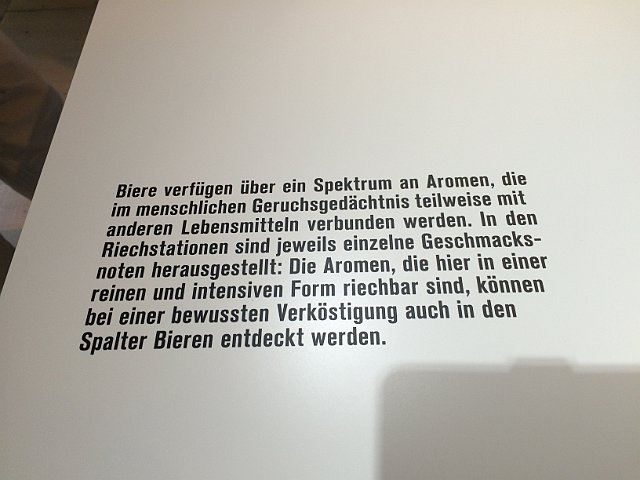 Biere verfügen über ein Spektrum an Aromen, die
im menschlichen Geruchsgedächtnis teilweise mit
anderen Lebensmitteln verbunden werden. In den
Riechstationen sind jeweils einzelne Geschmacks-
noten herausgestellt: Die Aromen, die hier in einer
reinen und intensiven Form riechbar sind, können
bei einer bewussten Verköstigung auch in den
Spalter Bieren entdeckt werden.